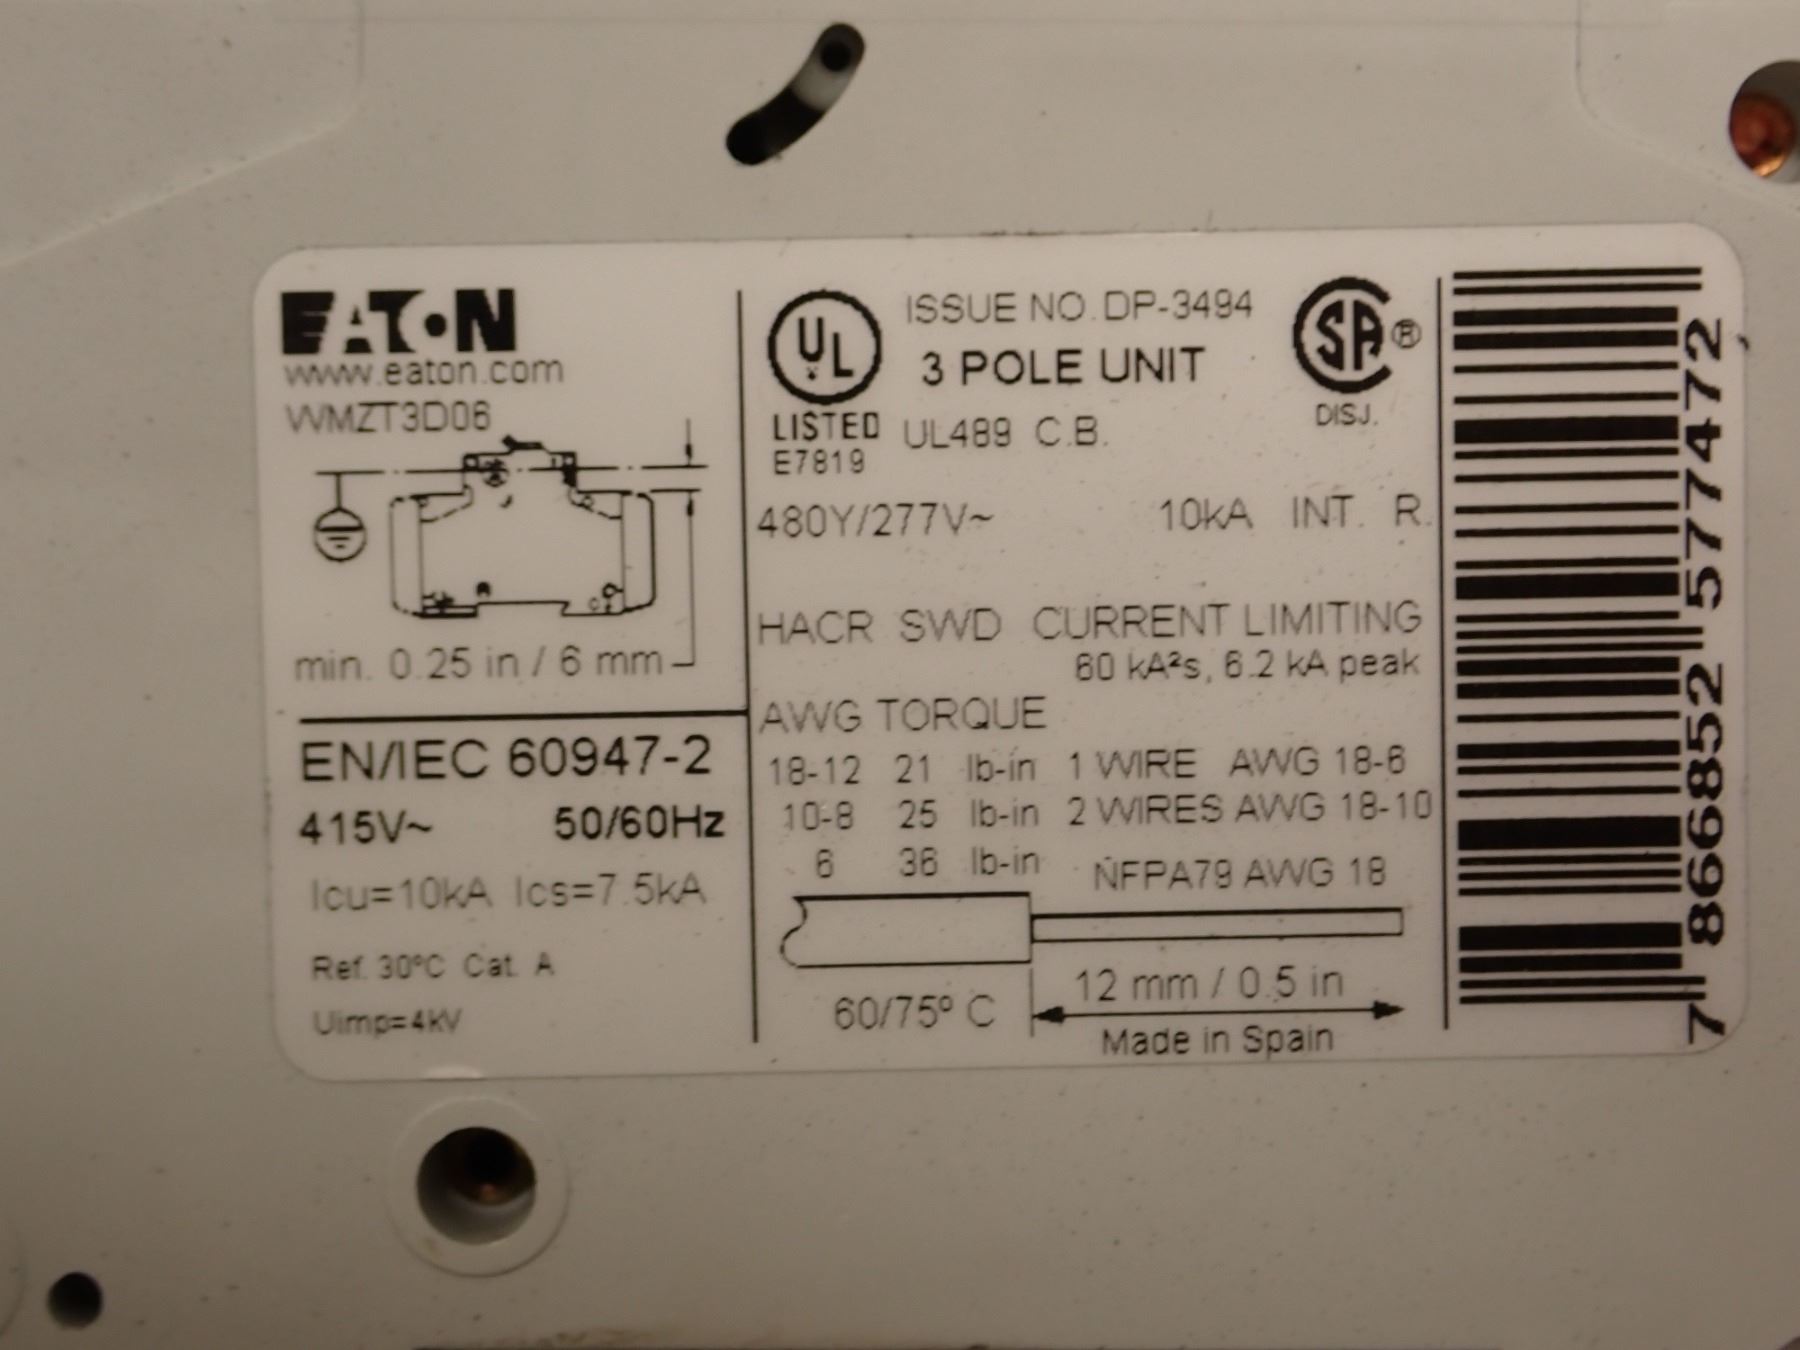 EATON
www.eaton.com
WMZT3D06
min. 0.25 in / 6 mm
EN/IEC 60947-2
415V~ 50/60Hz
Icu=10kA Ics=7.5kA
Ref. 30ºC Cat. A
Uimp=4kV
UL
LISTED
E7819
ISSUE NO. DP-3494
3 POLE UNIT
UL489 C.B.
SA ®
DISJ.
480Y/277V~ 10kA INT. R.
HACR SWD CURRENT LIMITING
60 kA²s, 6.2 kA peak
AWG TORQUE
18-12 21 lb-in 1 WIRE AWG 18-6
10-8 25 lb-in 2 WIRES AWG 18-10
6 36 lb-in NFPA79 AWG 18
60/75º C
12 mm / 0.5 in
Made in Spain
7 86852 57747 2